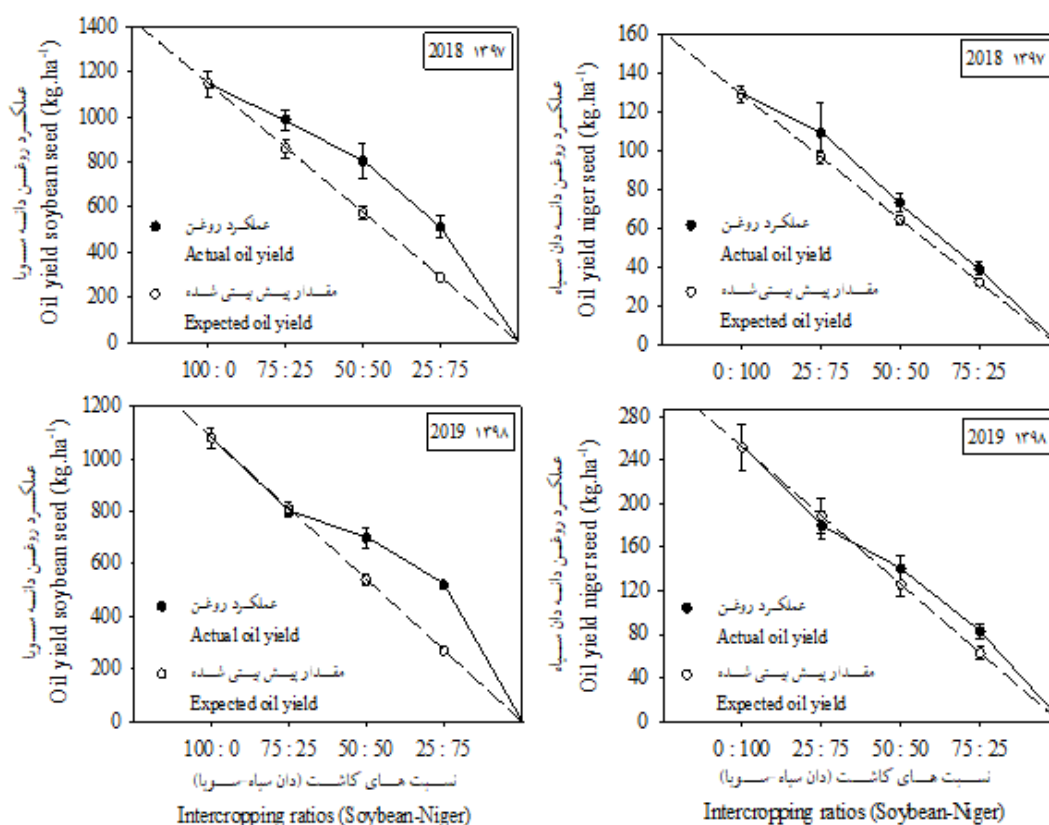 عملکرد روغن دانه سویا
Oil yield soybean seed (kg.ha⁻¹)
1400
1200
1000
800
600
400
200
0
2018 ۱۳۹۷
عملکرد روغن
Actual oil yield
مقدار پیش بیتی شده
Expected oil yield
100 : 0 75 : 25 50 : 50 25 : 75
عملکرد روغن دانه دان سیاه
Oil yield niger seed (kg.ha⁻¹)
160
140
120
100
80
60
40
20
0
2018 ۱۳۹۷
عملکرد روغن
Actual oil yield
مقدار پیش بیتی شده
Expected oil yield
0 : 100 25 : 75 50 : 50 75 : 25
عملکرد روغن دانه سویا
Oil yield soybean seed (kg.ha⁻¹)
1200
1000
800
600
400
200
0
2019 ۱۳۹۸
عملکرد روغن
Actual oil yield
مقدار پیش بیتی شده
Expected oil yield
100 : 0 75 : 25 50 : 50 25 : 75
نسبت های کاشت (دان سیاه-سویا)
Intercropping ratios (Soybean-Niger)
عملکرد روغن دانه دان سیاه
Oil yield niger seed (kg.ha⁻¹)
280
240
200
160
120
80
40
0
2019 ۱۳۹۸
عملکرد روغن
Actual oil yield
مقدار پیش بیتی شده
Expected oil yield
0 : 100 25 : 75 50 : 50 75 : 25
نسبت های کاشت (دان سیاه-سویا)
Intercropping ratios (Soybean-Niger)